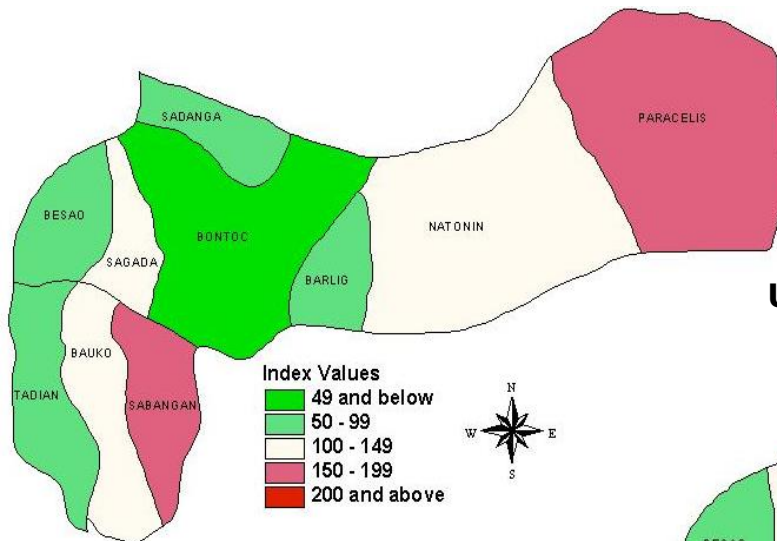 PARACELIS
SADANGA
BESAO
NATONIN
BONTOC
SAGADA
BARLIG
BAUKO
TADIAN
SABANGAN
Index Values
49 and below
50 - 99
100 - 149
150 - 199
200 and above
N
W
E
S